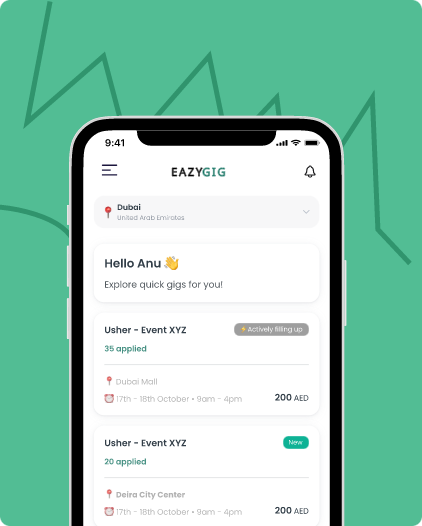 9:41
EAZYGIG
Dubai
United Arab Emirates
Hello Anu 👋
Explore quick gigs for you!
Usher - Event XYZ
⚡ Actively filling up
35 applied
📍 Dubai Mall
⏰ 17th - 18th October • 9am - 4pm
200 AED
Usher - Event XYZ
New
20 applied
📍 Deira City Center
⏰ 17th - 18th October • 9am - 4pm
200 AED